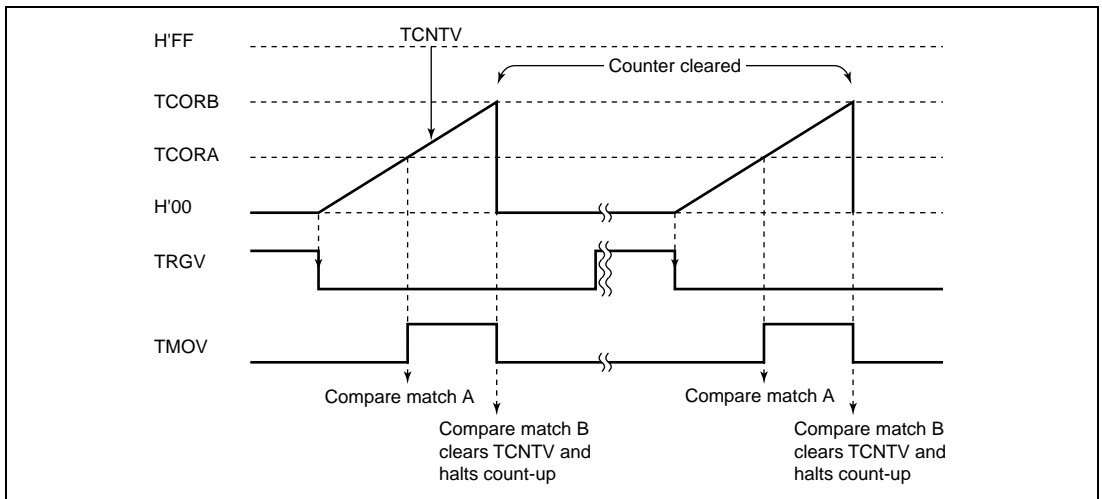 H'FF
TCNTV
Counter cleared
TCORB
TCORA
H'00
TRGV
TMOV
Compare match A
Compare match A
Compare match B
clears TCNTV and
halts count-up
Compare match B
clears TCNTV and
halts count-up